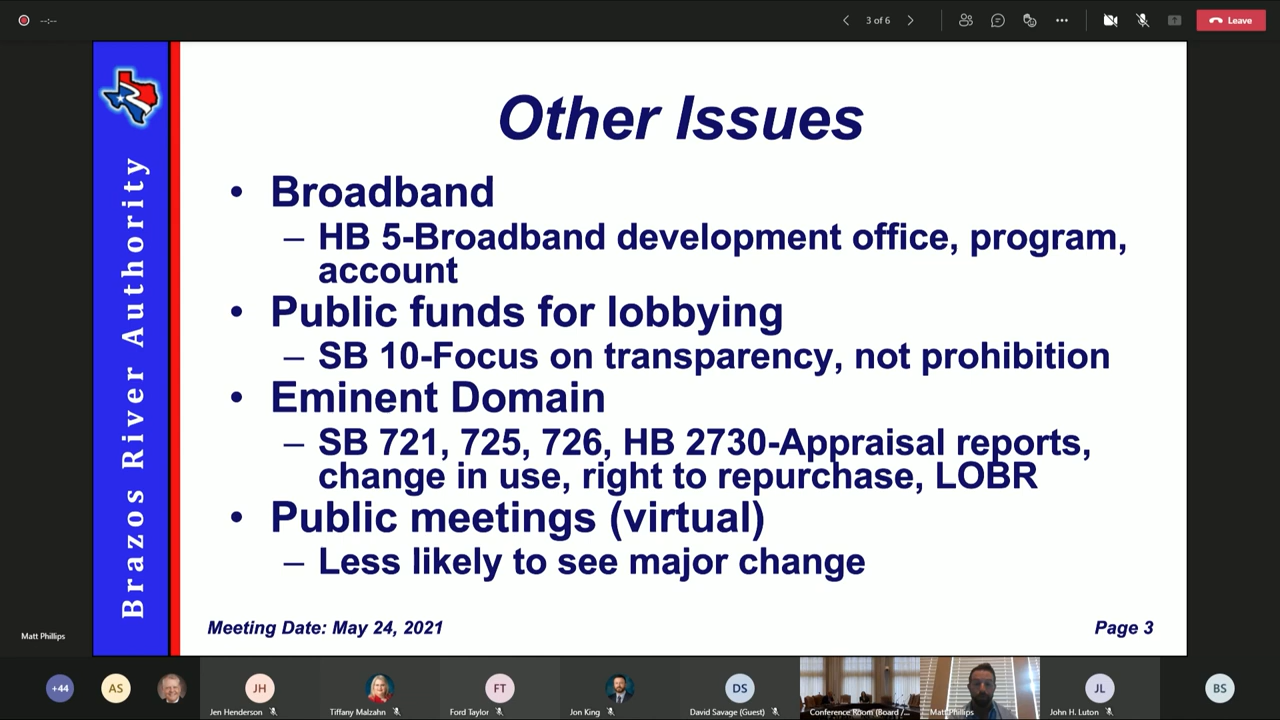 --:--
3 of 6
Leave
Brazos River Authority
Other Issues
• Broadband
– HB 5-Broadband development office, program,
account
• Public funds for lobbying
– SB 10-Focus on transparency, not prohibition
• Eminent Domain
– SB 721, 725, 726, HB 2730-Appraisal reports,
change in use, right to repurchase, LOBR
• Public meetings (virtual)
– Less likely to see major change
Meeting Date: May 24, 2021
Page 3
Matt Phillips
+44
AS
JH
Jen Henderson
Tiffany Malzahn
FT
Ford Taylor
Jon King
DS
David Savage (Guest)
Conference Room (Board /...
Matt Phillips
JL
John H. Luton
BS